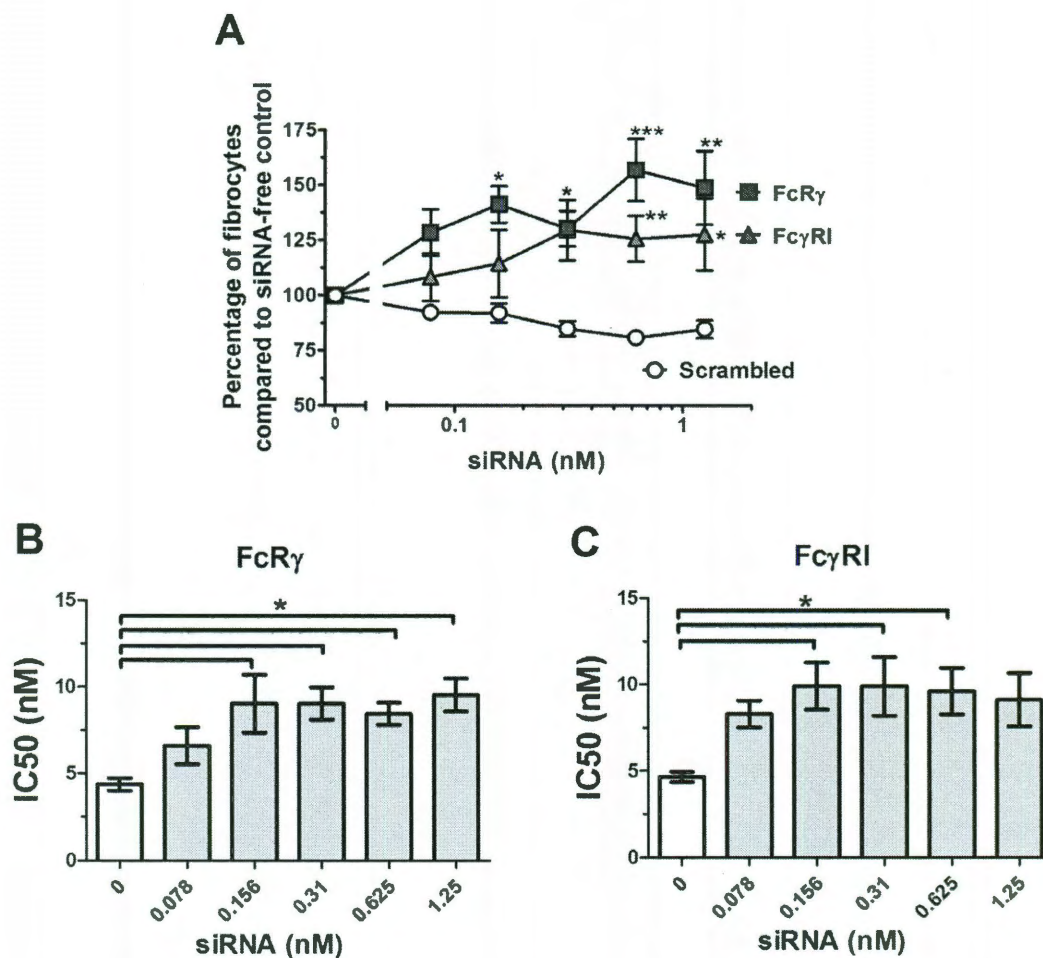 A
Percentage of fibrocytes
compared to siRNA-free control
175
150
125
100
75
50
*
*
***
**
**
*
FcRγ
FcγRI
Scrambled
0
0.1
1
siRNA (nM)
B
FcRγ
*
IC50 (nM)
15
10
5
0
0
0.078
0.156
0.31
0.625
1.25
siRNA (nM)
C
FcγRI
*
IC50 (nM)
15
10
5
0
0
0.078
0.156
0.31
0.625
1.25
siRNA (nM)